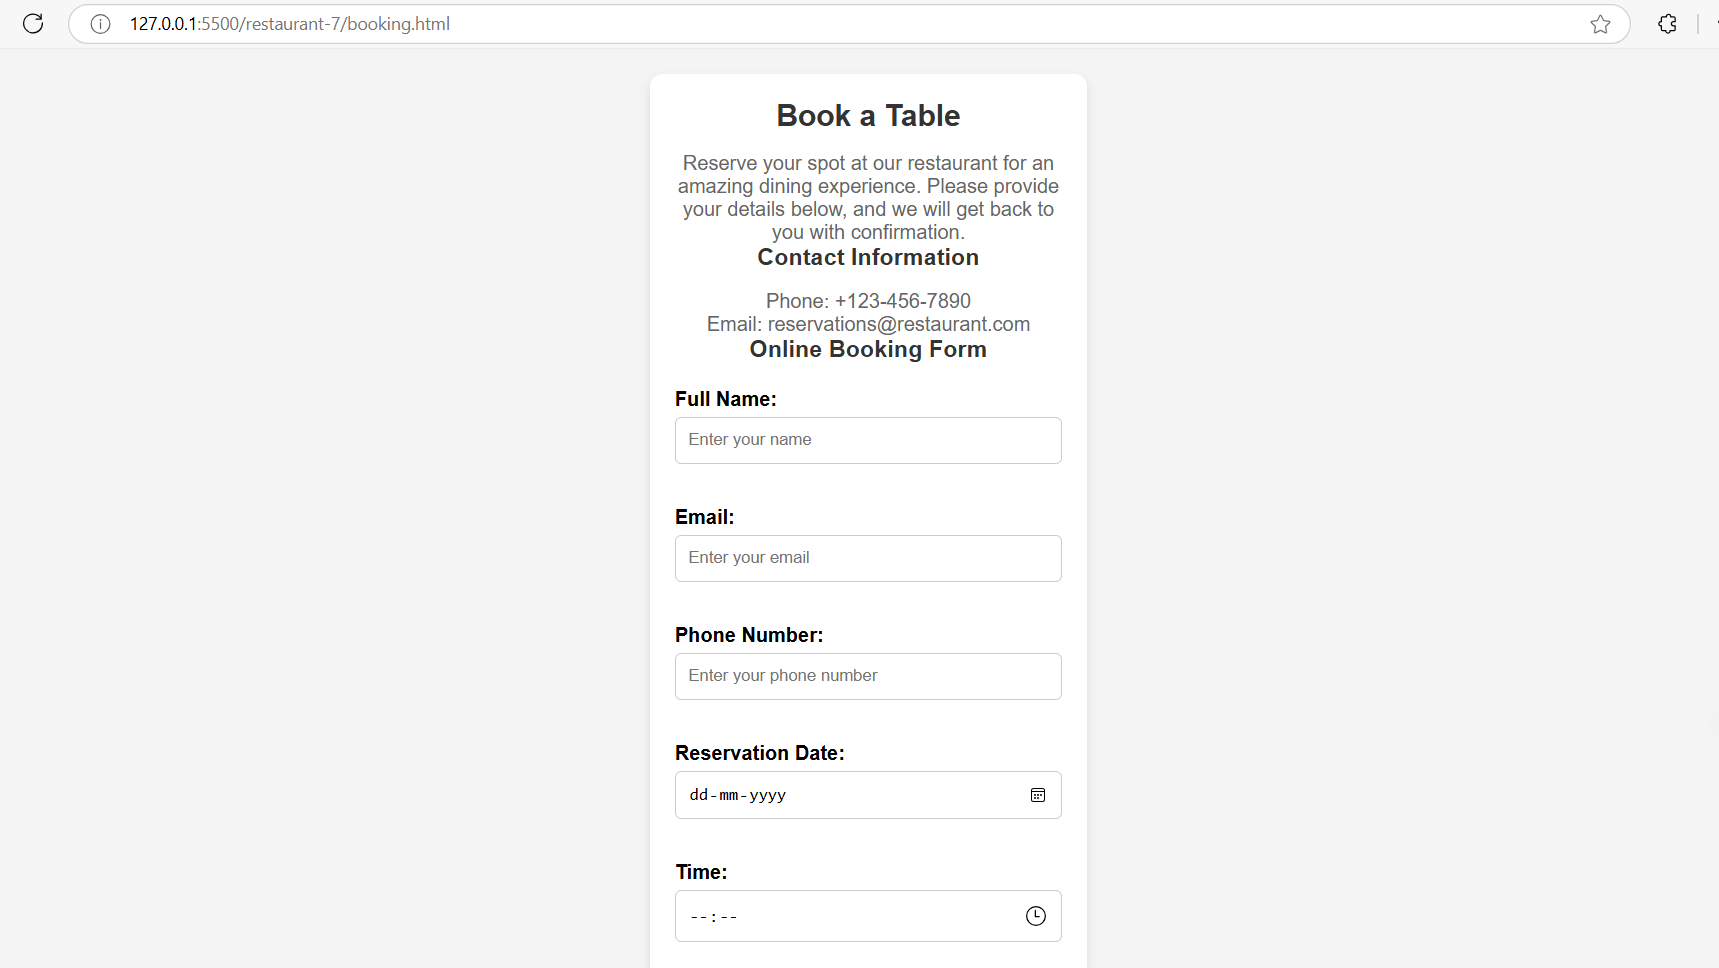 127.0.0.1:5500/restaurant-7/booking.html
Book a Table
Reserve your spot at our restaurant for an
amazing dining experience. Please provide
your details below, and we will get back to
you with confirmation.
Contact Information
Phone: +123-456-7890
Email: reservations@restaurant.com
Online Booking Form
Full Name:
Enter your name
Email:
Enter your email
Phone Number:
Enter your phone number
Reservation Date:
dd-mm-yyyy
Time:
--:--